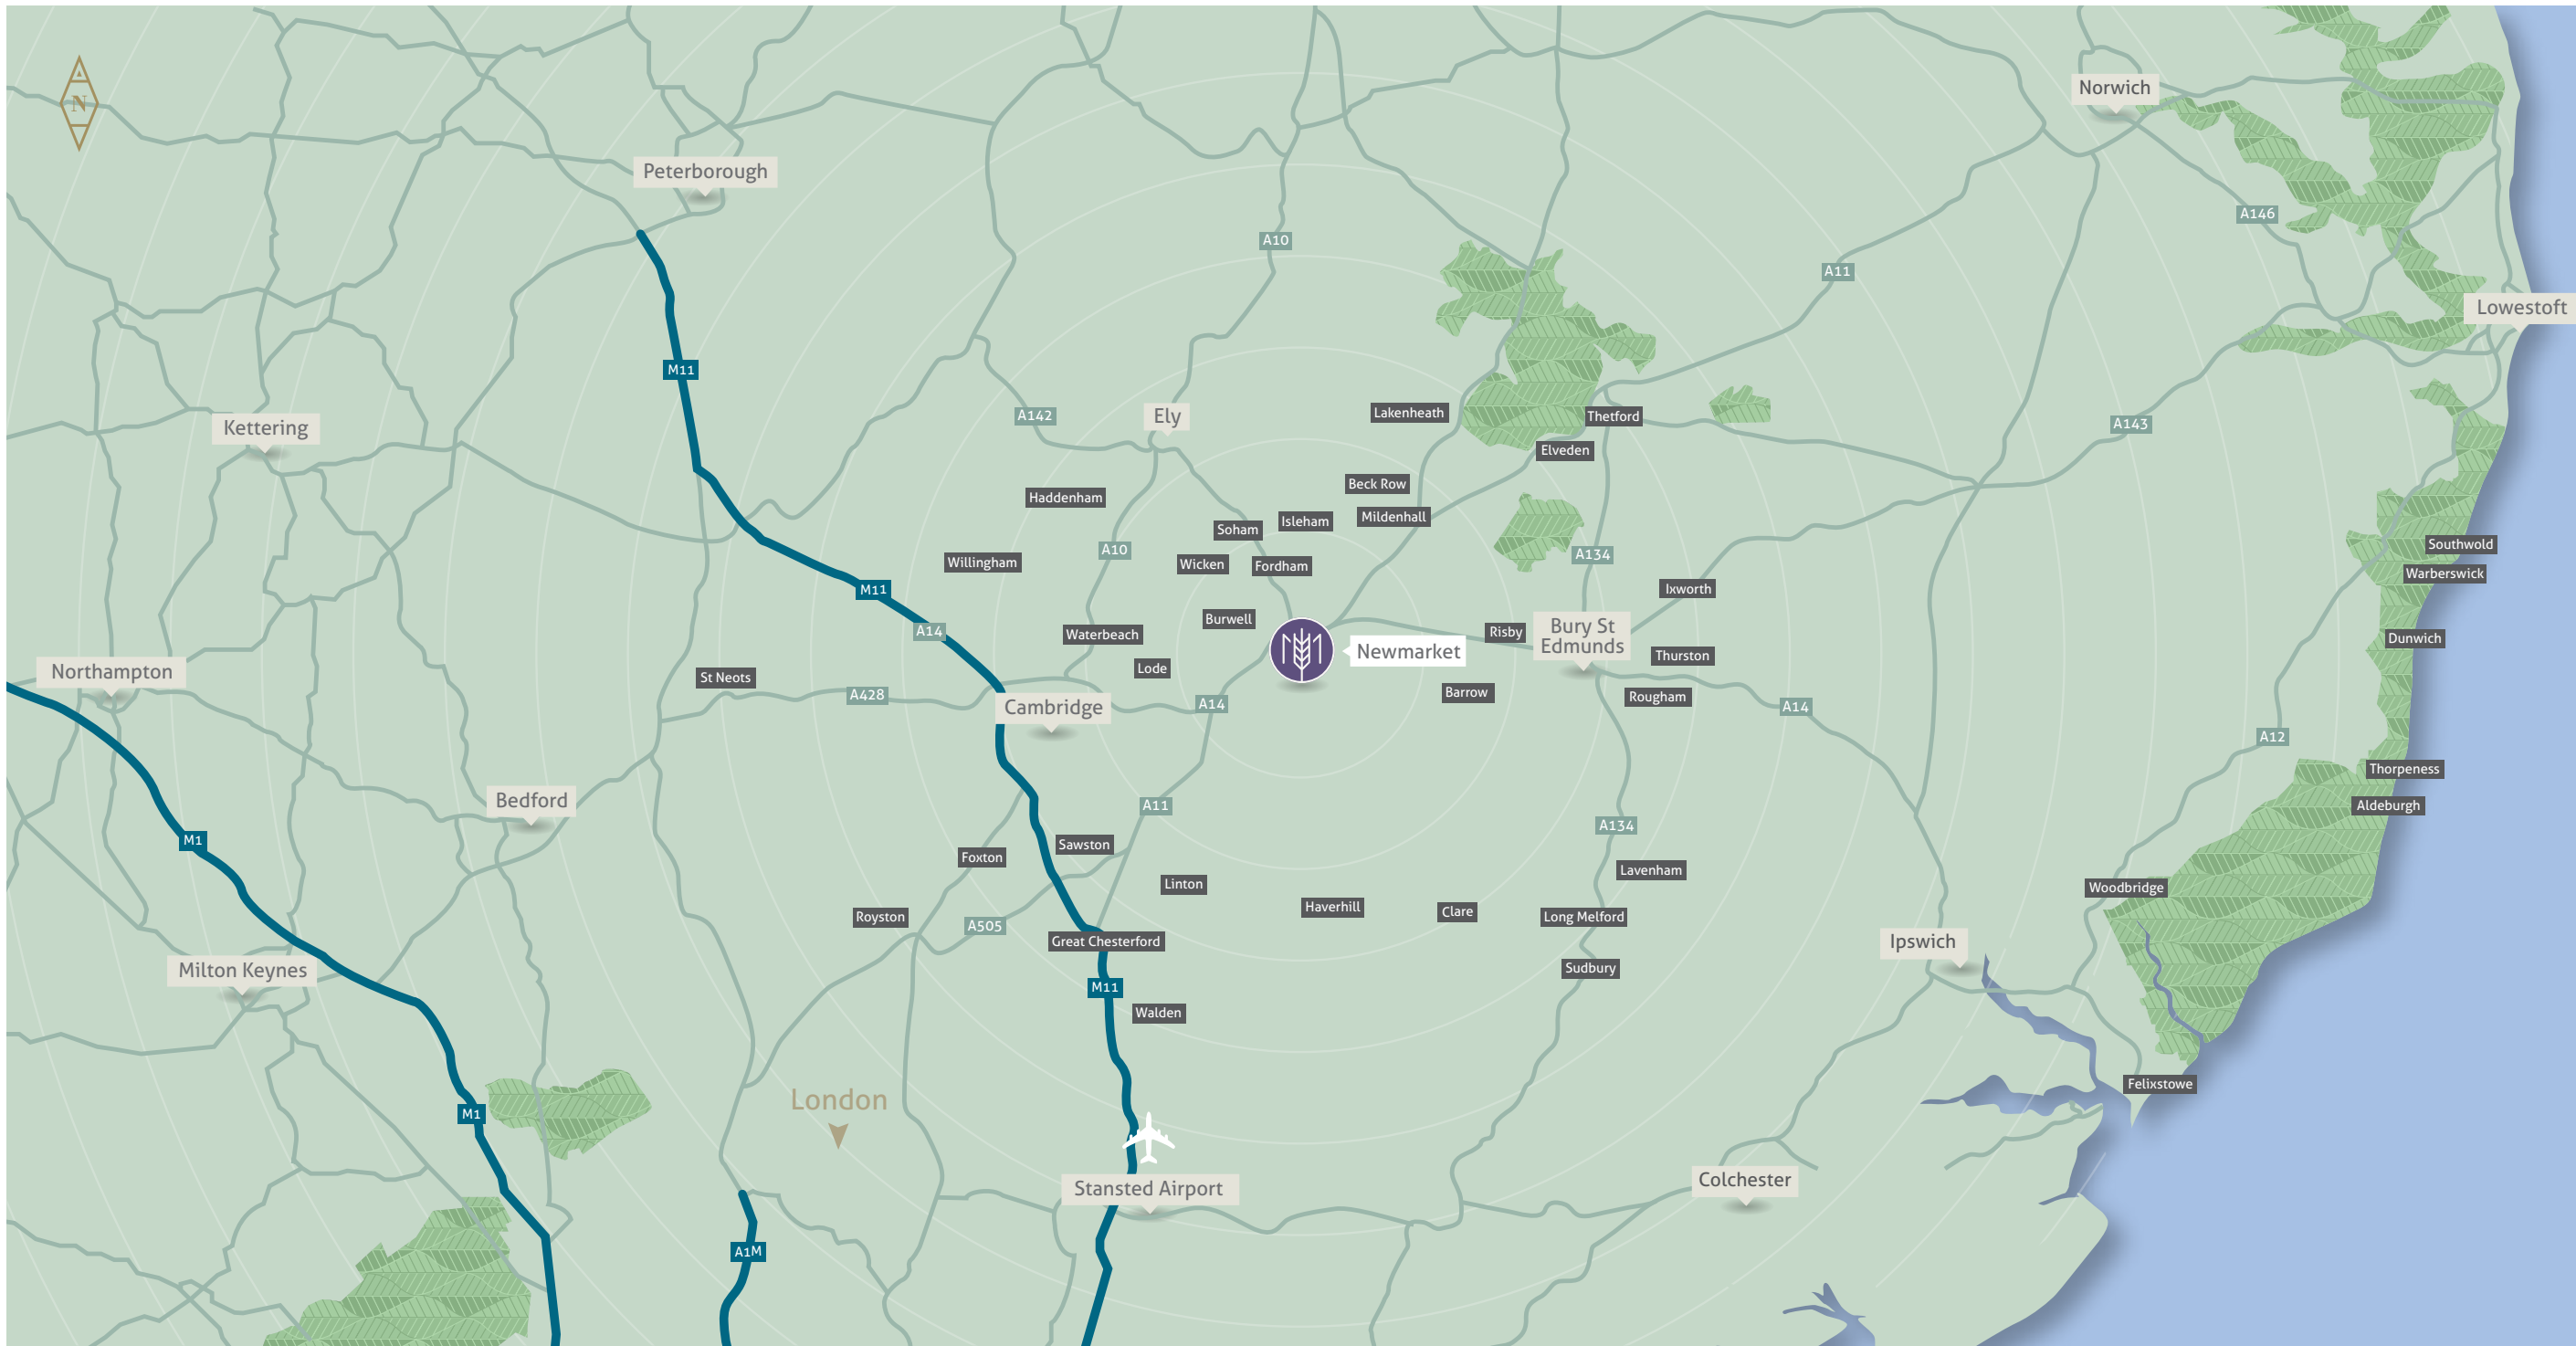 Norwich
N
Peterborough
A146
A10
A11
Lowestoft
M11
Lakenheath
Thetford
A142
Ely
A143
Kettering
Elveden
Beck Row
Haddenham
Mildenhall
Isleham
Soham
Southwold
A10
A134
Willingham
Wicken
Fordham
Warberswick
M11
Ixworth
Burwell
A14
Waterbeach
Risby
Bury St
Edmunds
Dunwich
Newmarket
Thurston
Lode
Northampton
St Neots
Barrow
A428
Rougham
Cambridge
A14
A14
A12
Thorpeness
Bedford
A11
Aldeburgh
A134
M1
Sawston
Foxton
Lavenham
Linton
Woodbridge
Haverhill
Clare
Royston
Long Melford
A505
Great Chesterford
Ipswich
Sudbury
Milton Keynes
M11
Walden
Felixstowe
London
M1
Colchester
Stansted Airport
A1M